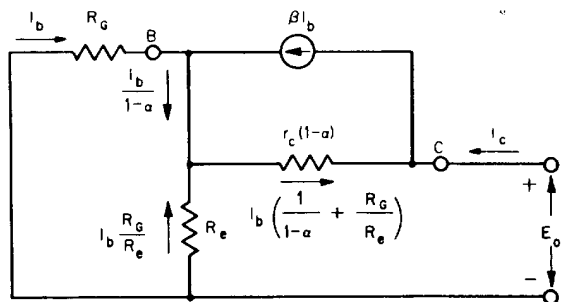 I_b
R_G
B
βI_b
I_b/(1-α)
r_c(1-α)
C
I_c
+
I_b R_G/R_e
R_e
I_b(1/(1-α) + R_G/R_e)
E_o
-